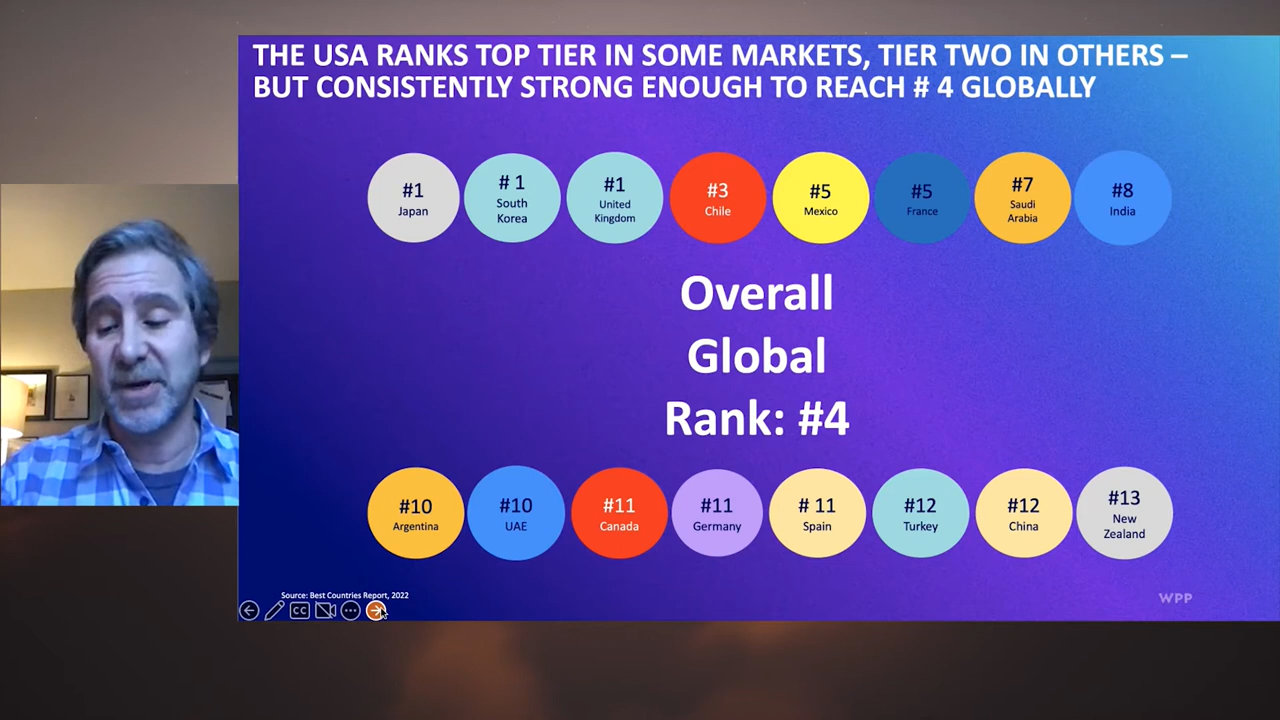 THE USA RANKS TOP TIER IN SOME MARKETS, TIER TWO IN OTHERS –
BUT CONSISTENTLY STRONG ENOUGH TO REACH # 4 GLOBALLY
#1
Japan
# 1
South
Korea
#1
United
Kingdom
#3
Chile
#5
Mexico
#5
France
#7
Saudi
Arabia
#8
India
Overall
Global
Rank: #4
#10
Argentina
#10
UAE
#11
Canada
#11
Germany
# 11
Spain
#12
Turkey
#12
China
#13
New
Zealand
Source: Best Countries Report, 2022
CC
WPP